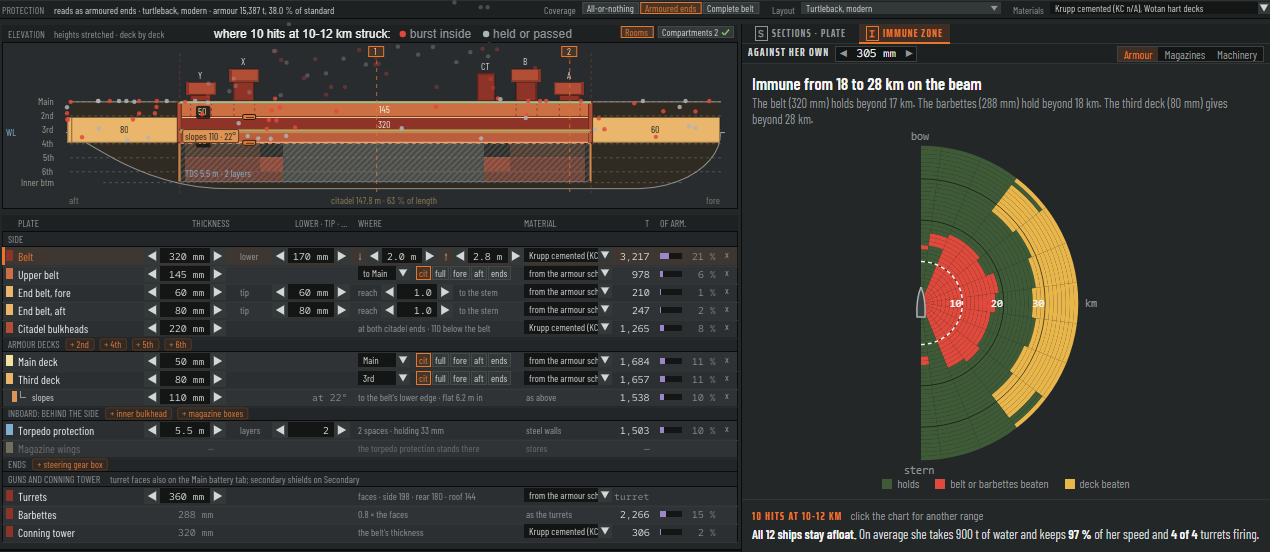 PROTECTION reads as armoured ends · turtleback, modern · armour 15,387 t, 38.0 % of standard Coverage All-or-nothing Armoured ends Complete belt Layout Turtleback, modern Materials Krupp cemented (KC n/A), Wotan hart decks
ELEVATION heights stretched · deck by deck where 10 hits at 10-12 km struck: burst inside held or passed Rooms Compartments 2 ✓
1 2
Y X CT B A
Main
2nd
3rd
4th
5th
6th
Inner btm
WL
50 145
80 320 60
slopes 110 · 22°
TDS 5.5 m · 2 layers
aft citadel 147.8 m · 63 % of length fore
PLATE THICKNESS LOWER · TIP · ... WHERE MATERIAL T OF ARM.
SIDE
Belt 320 mm lower 170 mm ↓ 2.0 m ↑ 2.8 m Krupp cemented (KC 3,217 21 % x
Upper belt 145 mm to Main cit full fore aft ends from the armour sch 978 6 % x
End belt, fore 60 mm tip 60 mm reach 1.0 to the stem from the armour sch 210 1 % x
End belt, aft 80 mm tip 80 mm reach 1.0 to the stern from the armour sch 247 2 % x
Citadel bulkheads 220 mm at both citadel ends · 110 below the belt Krupp cemented (KC 1,265 8 % x
ARMOUR DECKS + 2nd + 4th + 5th + 6th
Main deck 50 mm Main cit full fore aft ends from the armour sch 1,684 11 % x
Third deck 80 mm 3rd cit full fore aft ends from the armour sch 1,657 11 % x
slopes 110 mm at 22° to the belt's lower edge · flat 6.2 m in as above 1,538 10 % x
INBOARD: BEHIND THE SIDE + inner bulkhead + magazine boxes
Torpedo protection 5.5 m layers 2 2 spaces · holding 33 mm steel walls 1,503 10 % x
Magazine wings — the torpedo protection stands there stores —
ENDS + steering gear box
GUNS AND CONNING TOWER turret faces also on the Main battery tab; secondary shields on Secondary
Turrets 360 mm faces · side 198 · rear 180 · roof 144 from the armour sch turret
Barbettes 288 mm 0.8 × the faces as the turrets 2,266 15 %
Conning tower 320 mm the belt's thickness Krupp cemented (KC 306 2 %
S SECTIONS · PLATE I IMMUNE ZONE
AGAINST HER OWN 305 mm Armour Magazines Machinery
Immune from 18 to 28 km on the beam
The belt (320 mm) holds beyond 17 km. The barbettes (288 mm) hold beyond 18 km. The third deck (80 mm) gives
beyond 28 km.
bow
10 20 30 km
stern
holds belt or barbettes beaten deck beaten
10 HITS AT 10-12 KM click the chart for another range
All 12 ships stay afloat. On average she takes 900 t of water and keeps 97 % of her speed and 4 of 4 turrets firing.